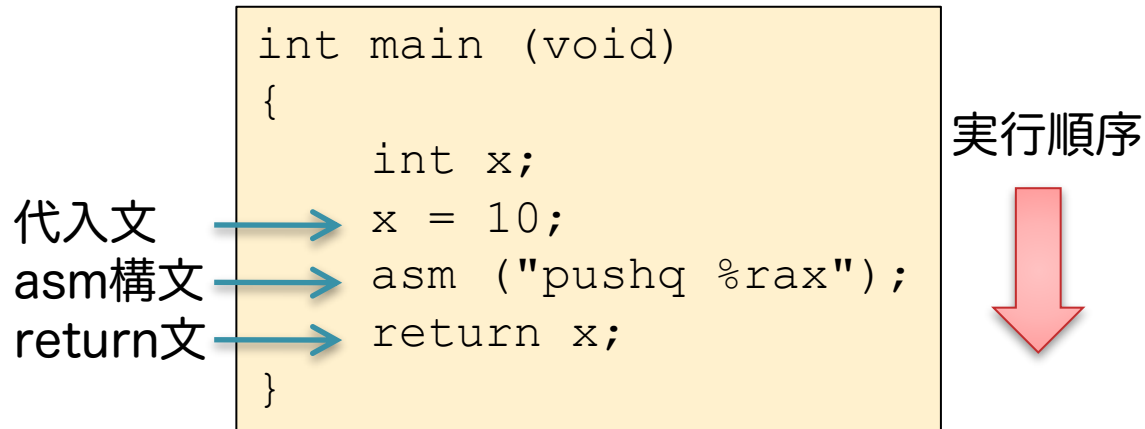 int main (void)
{
int x;
代入文 x = 10;
asm構文 asm ("pushq %rax");
return文 return x;
}
実行順序